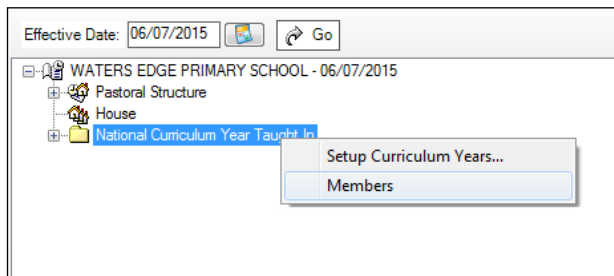 Effective Date: 06/07/2015 Go
WATERS EDGE PRIMARY SCHOOL - 06/07/2015
Pastoral Structure
House
National Curriculum Year Taught In
Setup Curriculum Years...
Members